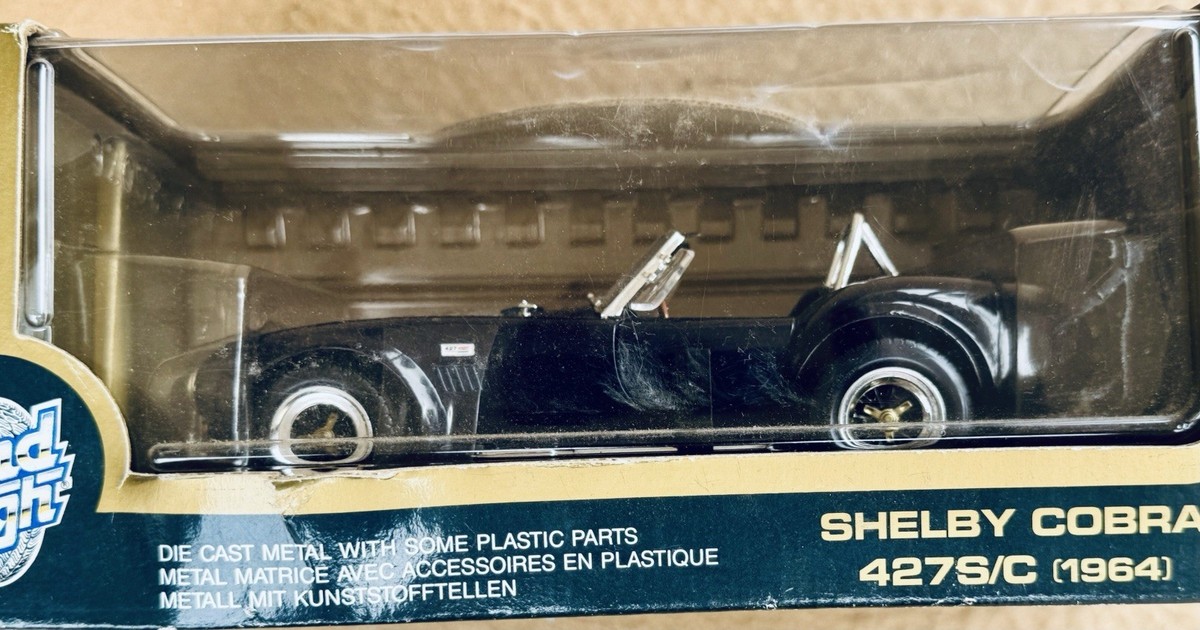 DIE CAST METAL WITH SOME PLASTIC PARTS
METAL MATRICE AVEC ACCESSOIRES EN PLASTIQUE
METALL MIT KUNSTSTOFFTELLEN
SHELBY COBRA
427S/C (1964)